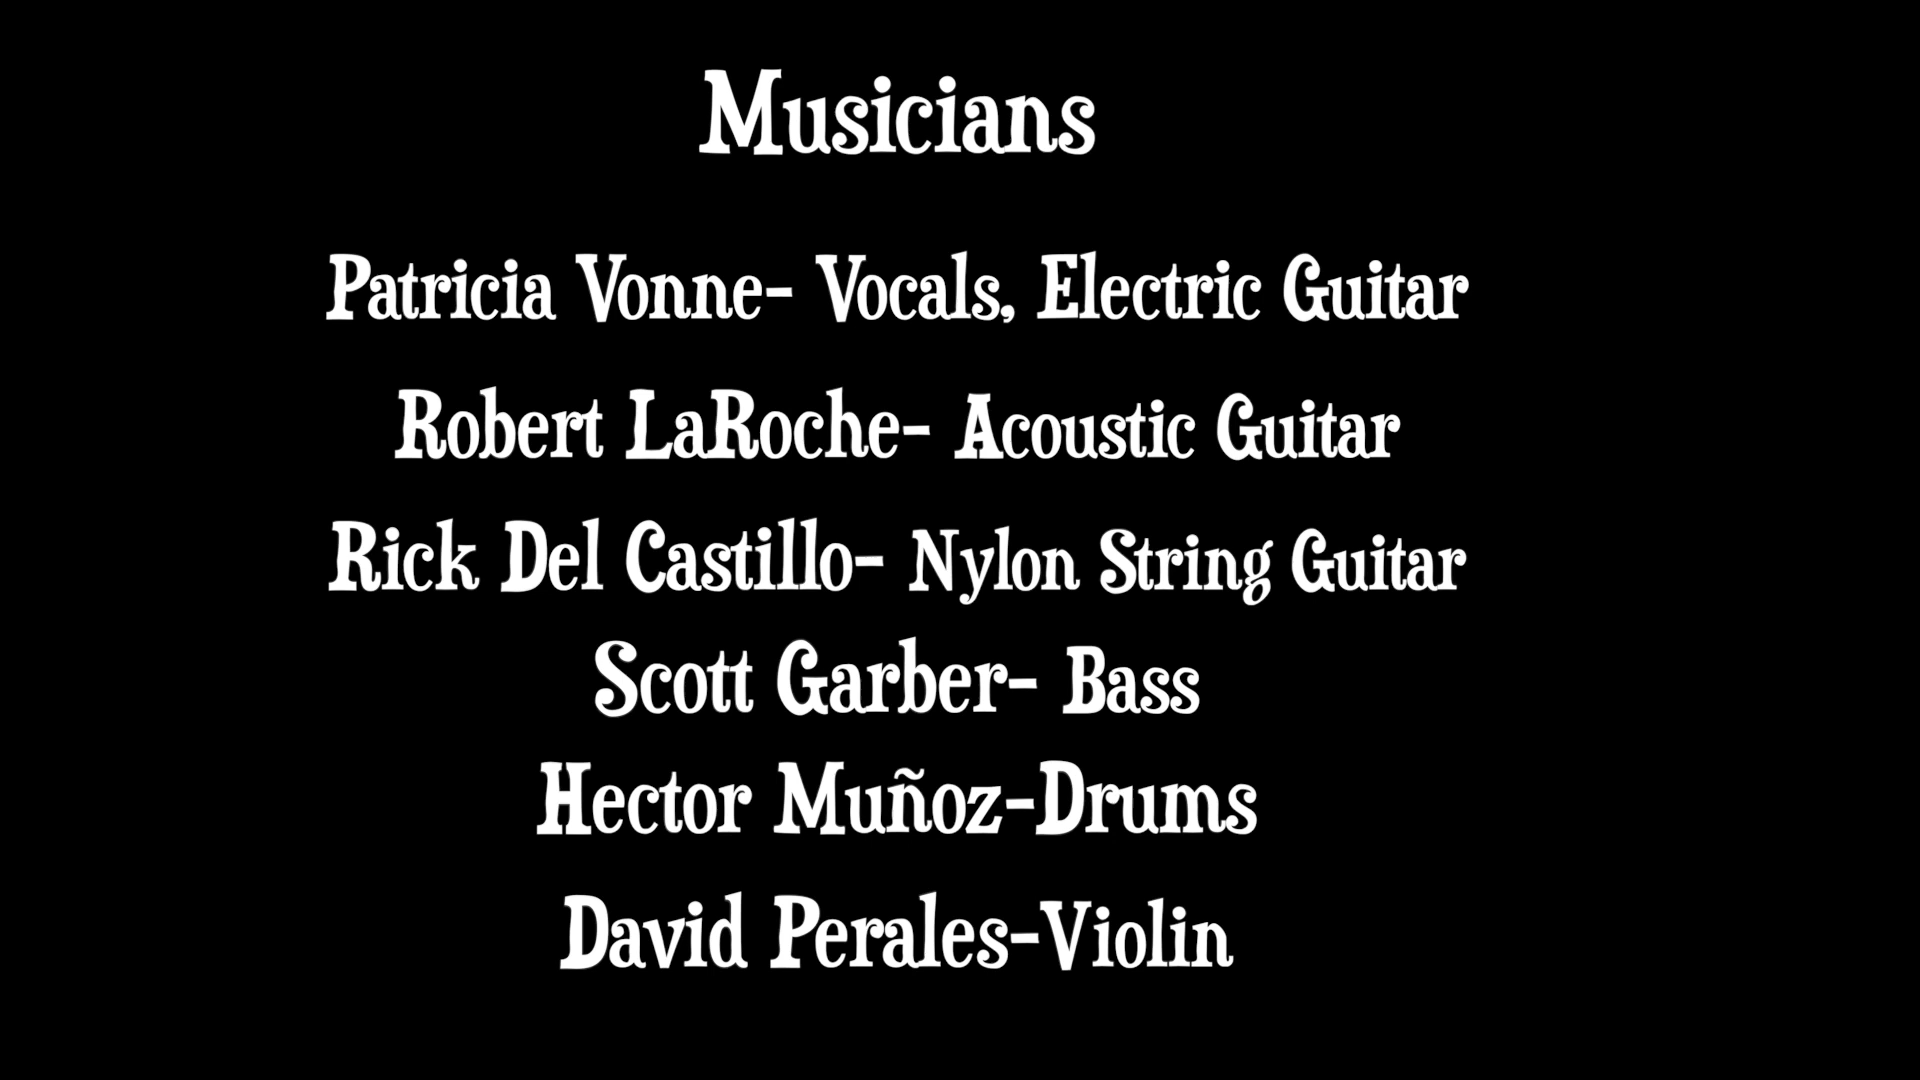 Musicians
Patricia Vonne- Vocals, Electric Guitar
Robert LaRoche- Acoustic Guitar
Rick Del Castillo- Nylon String Guitar
Scott Garber- Bass
Hector Muñoz-Drums
David Perales-Violin